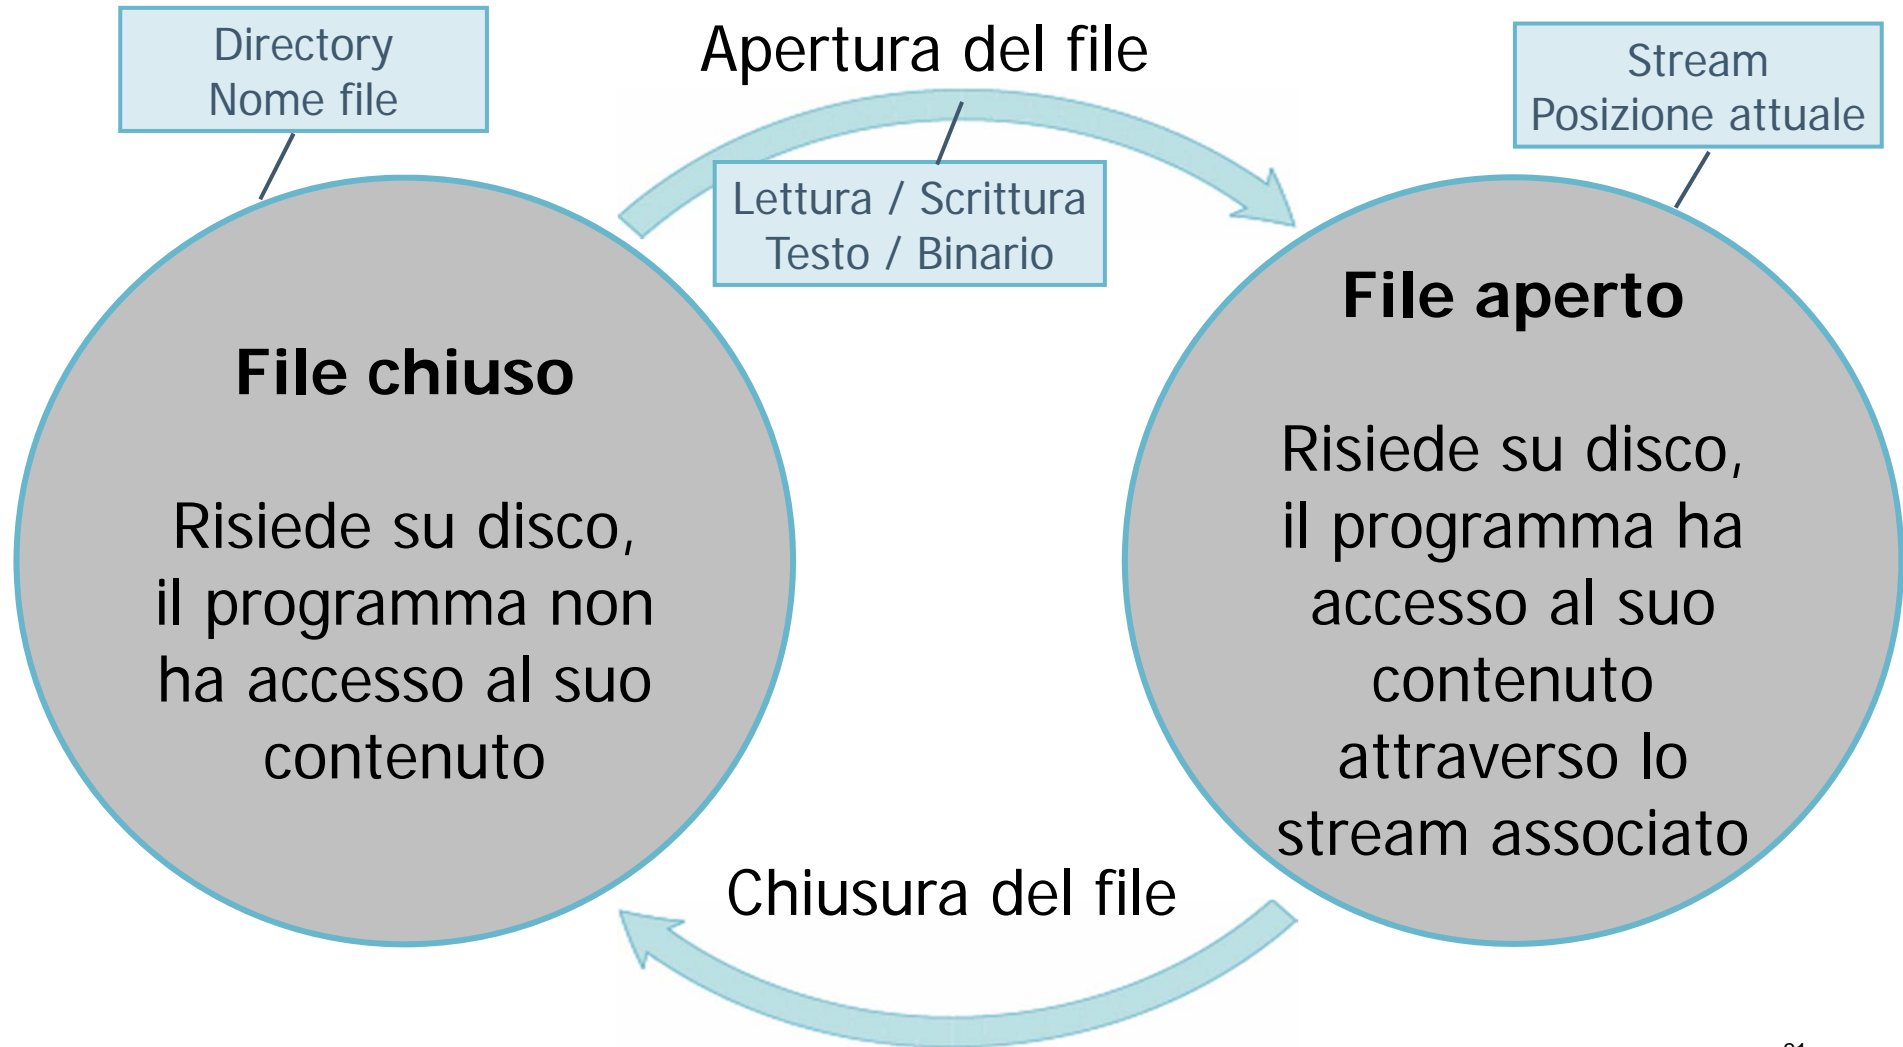 Directory
Nome file
Apertura del file
Stream
Posizione attuale
Lettura / Scrittura
Testo / Binario
File chiuso
Risiede su disco,
il programma non
ha accesso al suo
contenuto
File aperto
Risiede su disco,
il programma ha
accesso al suo
contenuto
attraverso lo
stream associato
Chiusura del file